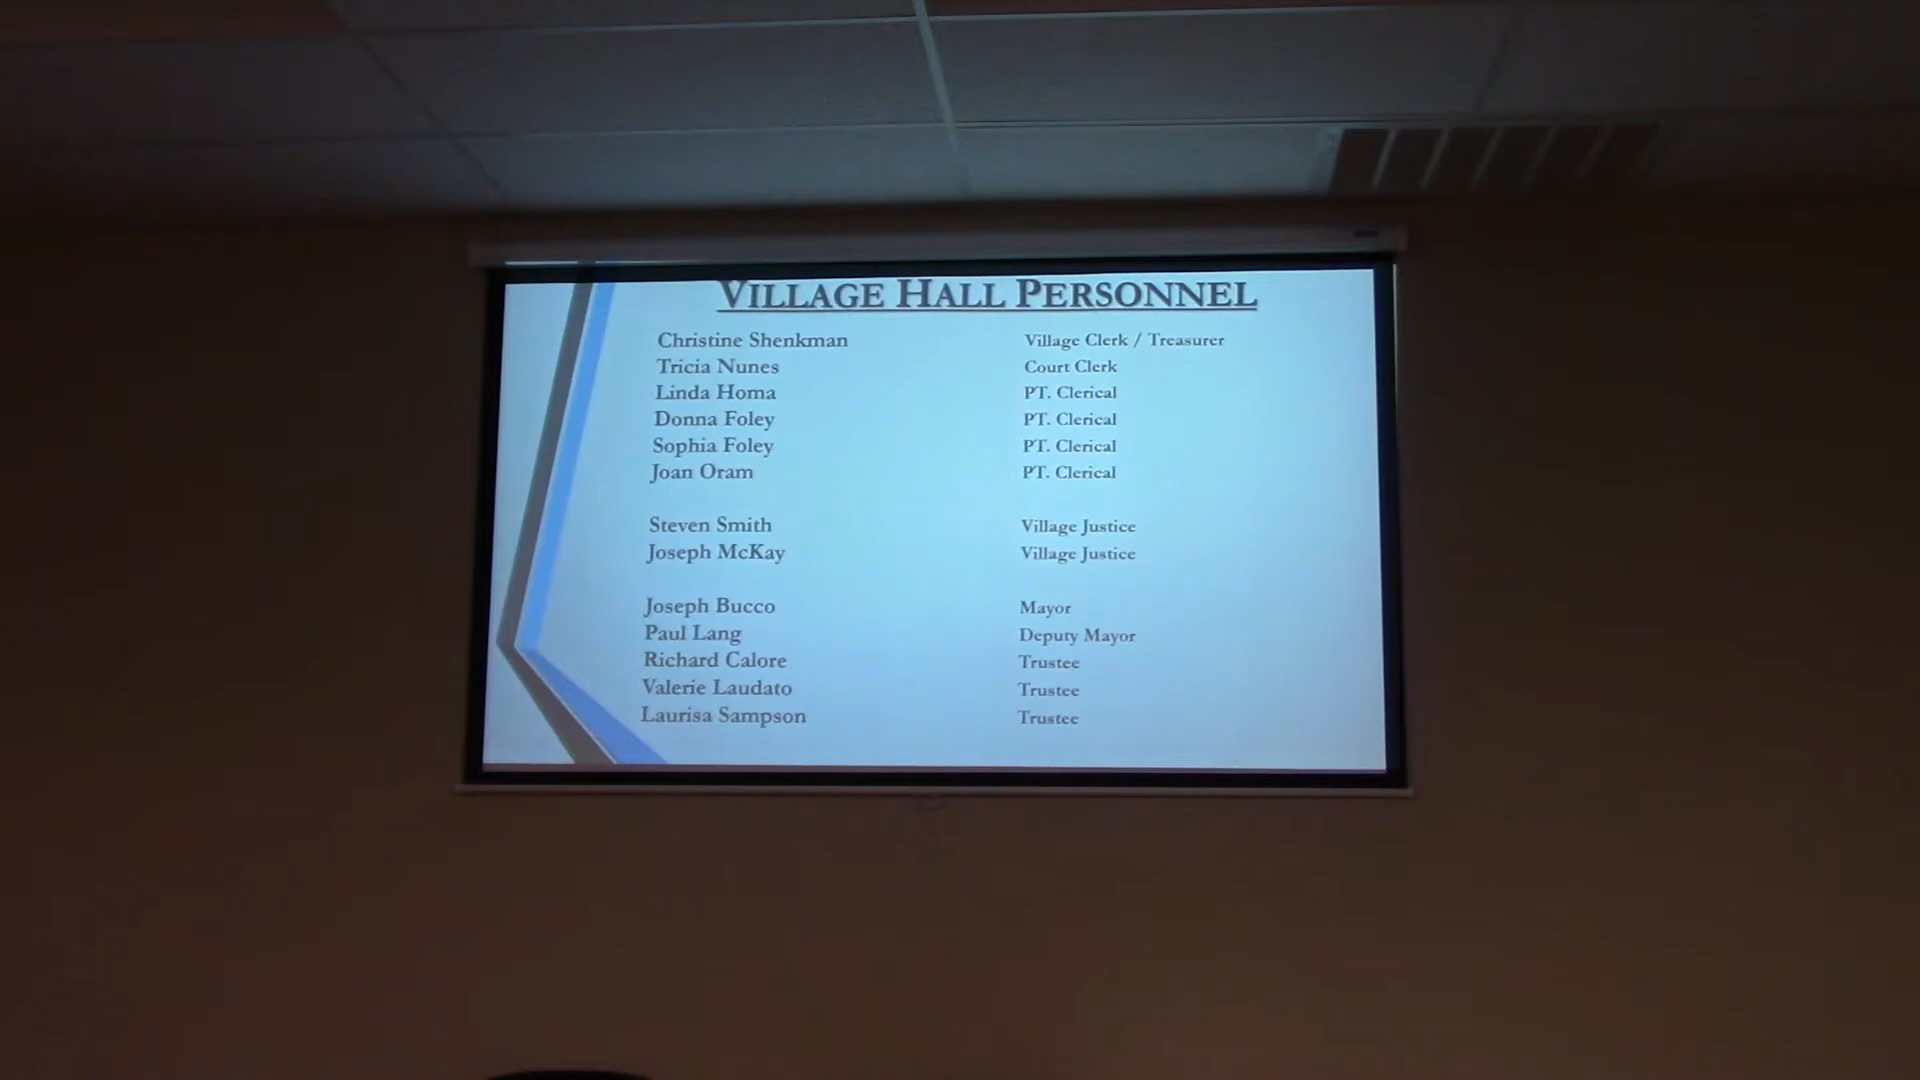 VILLAGE HALL PERSONNEL
Christine Shenkman Village Clerk / Treasurer
Tricia Nunes Court Clerk
Linda Homa PT. Clerical
Donna Foley PT. Clerical
Sophia Foley PT. Clerical
Joan Oram PT. Clerical
Steven Smith Village Justice
Joseph McKay Village Justice
Joseph Bucco Mayor
Paul Lang Deputy Mayor
Richard Calore Trustee
Valerie Laudato Trustee
Laurisa Sampson Trustee